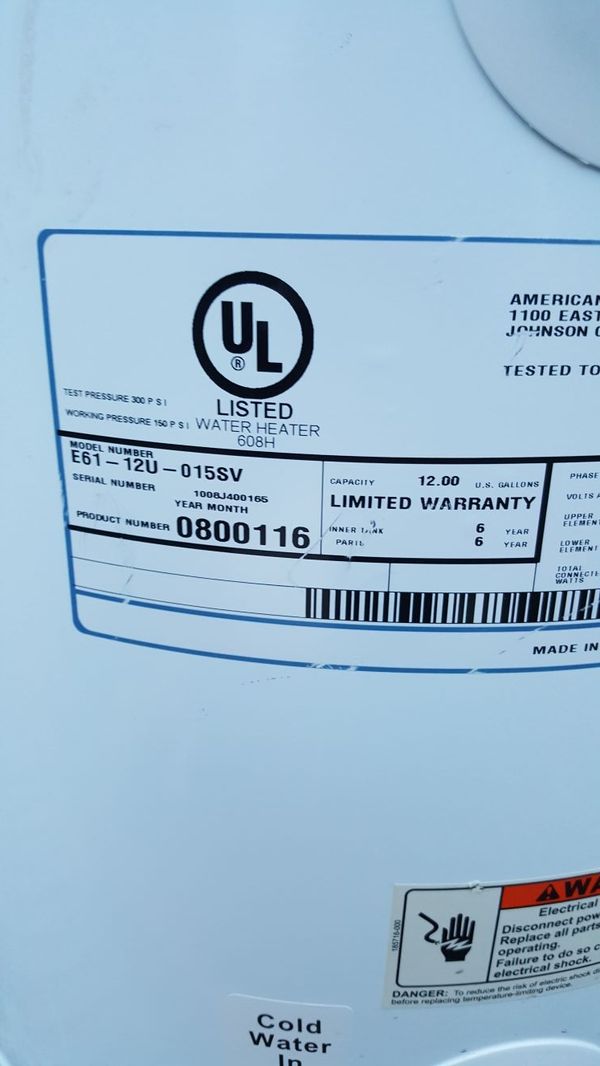 UL
®
LISTED
WATER HEATER
608H
TEST PRESSURE 300 P S I
WORKING PRESSURE 150 P S I
AMERICAN
1100 EAST
JOHNSON C
TESTED TO
MODEL NUMBER
E61-12U-015SV
SERIAL NUMBER
1008J400165
YEAR MONTH
PRODUCT NUMBER 0800116
CAPACITY 12.00 U.S. GALLONS
LIMITED WARRANTY
INNER TANK 6 YEAR
PARTS 6 YEAR
PHASE
VOLTS A
UPPER
ELEMENT
LOWER
ELEMENT
TOTAL
CONNECTE
WATTS
MADE IN
185716-000
WA
Electrical
Disconnect pow
Replace all parts
operating.
Failure to do so c
electrical shock.
DANGER: To reduce the risk of electric shock d
before replacing temperature-limiting device.
Cold
Water
In